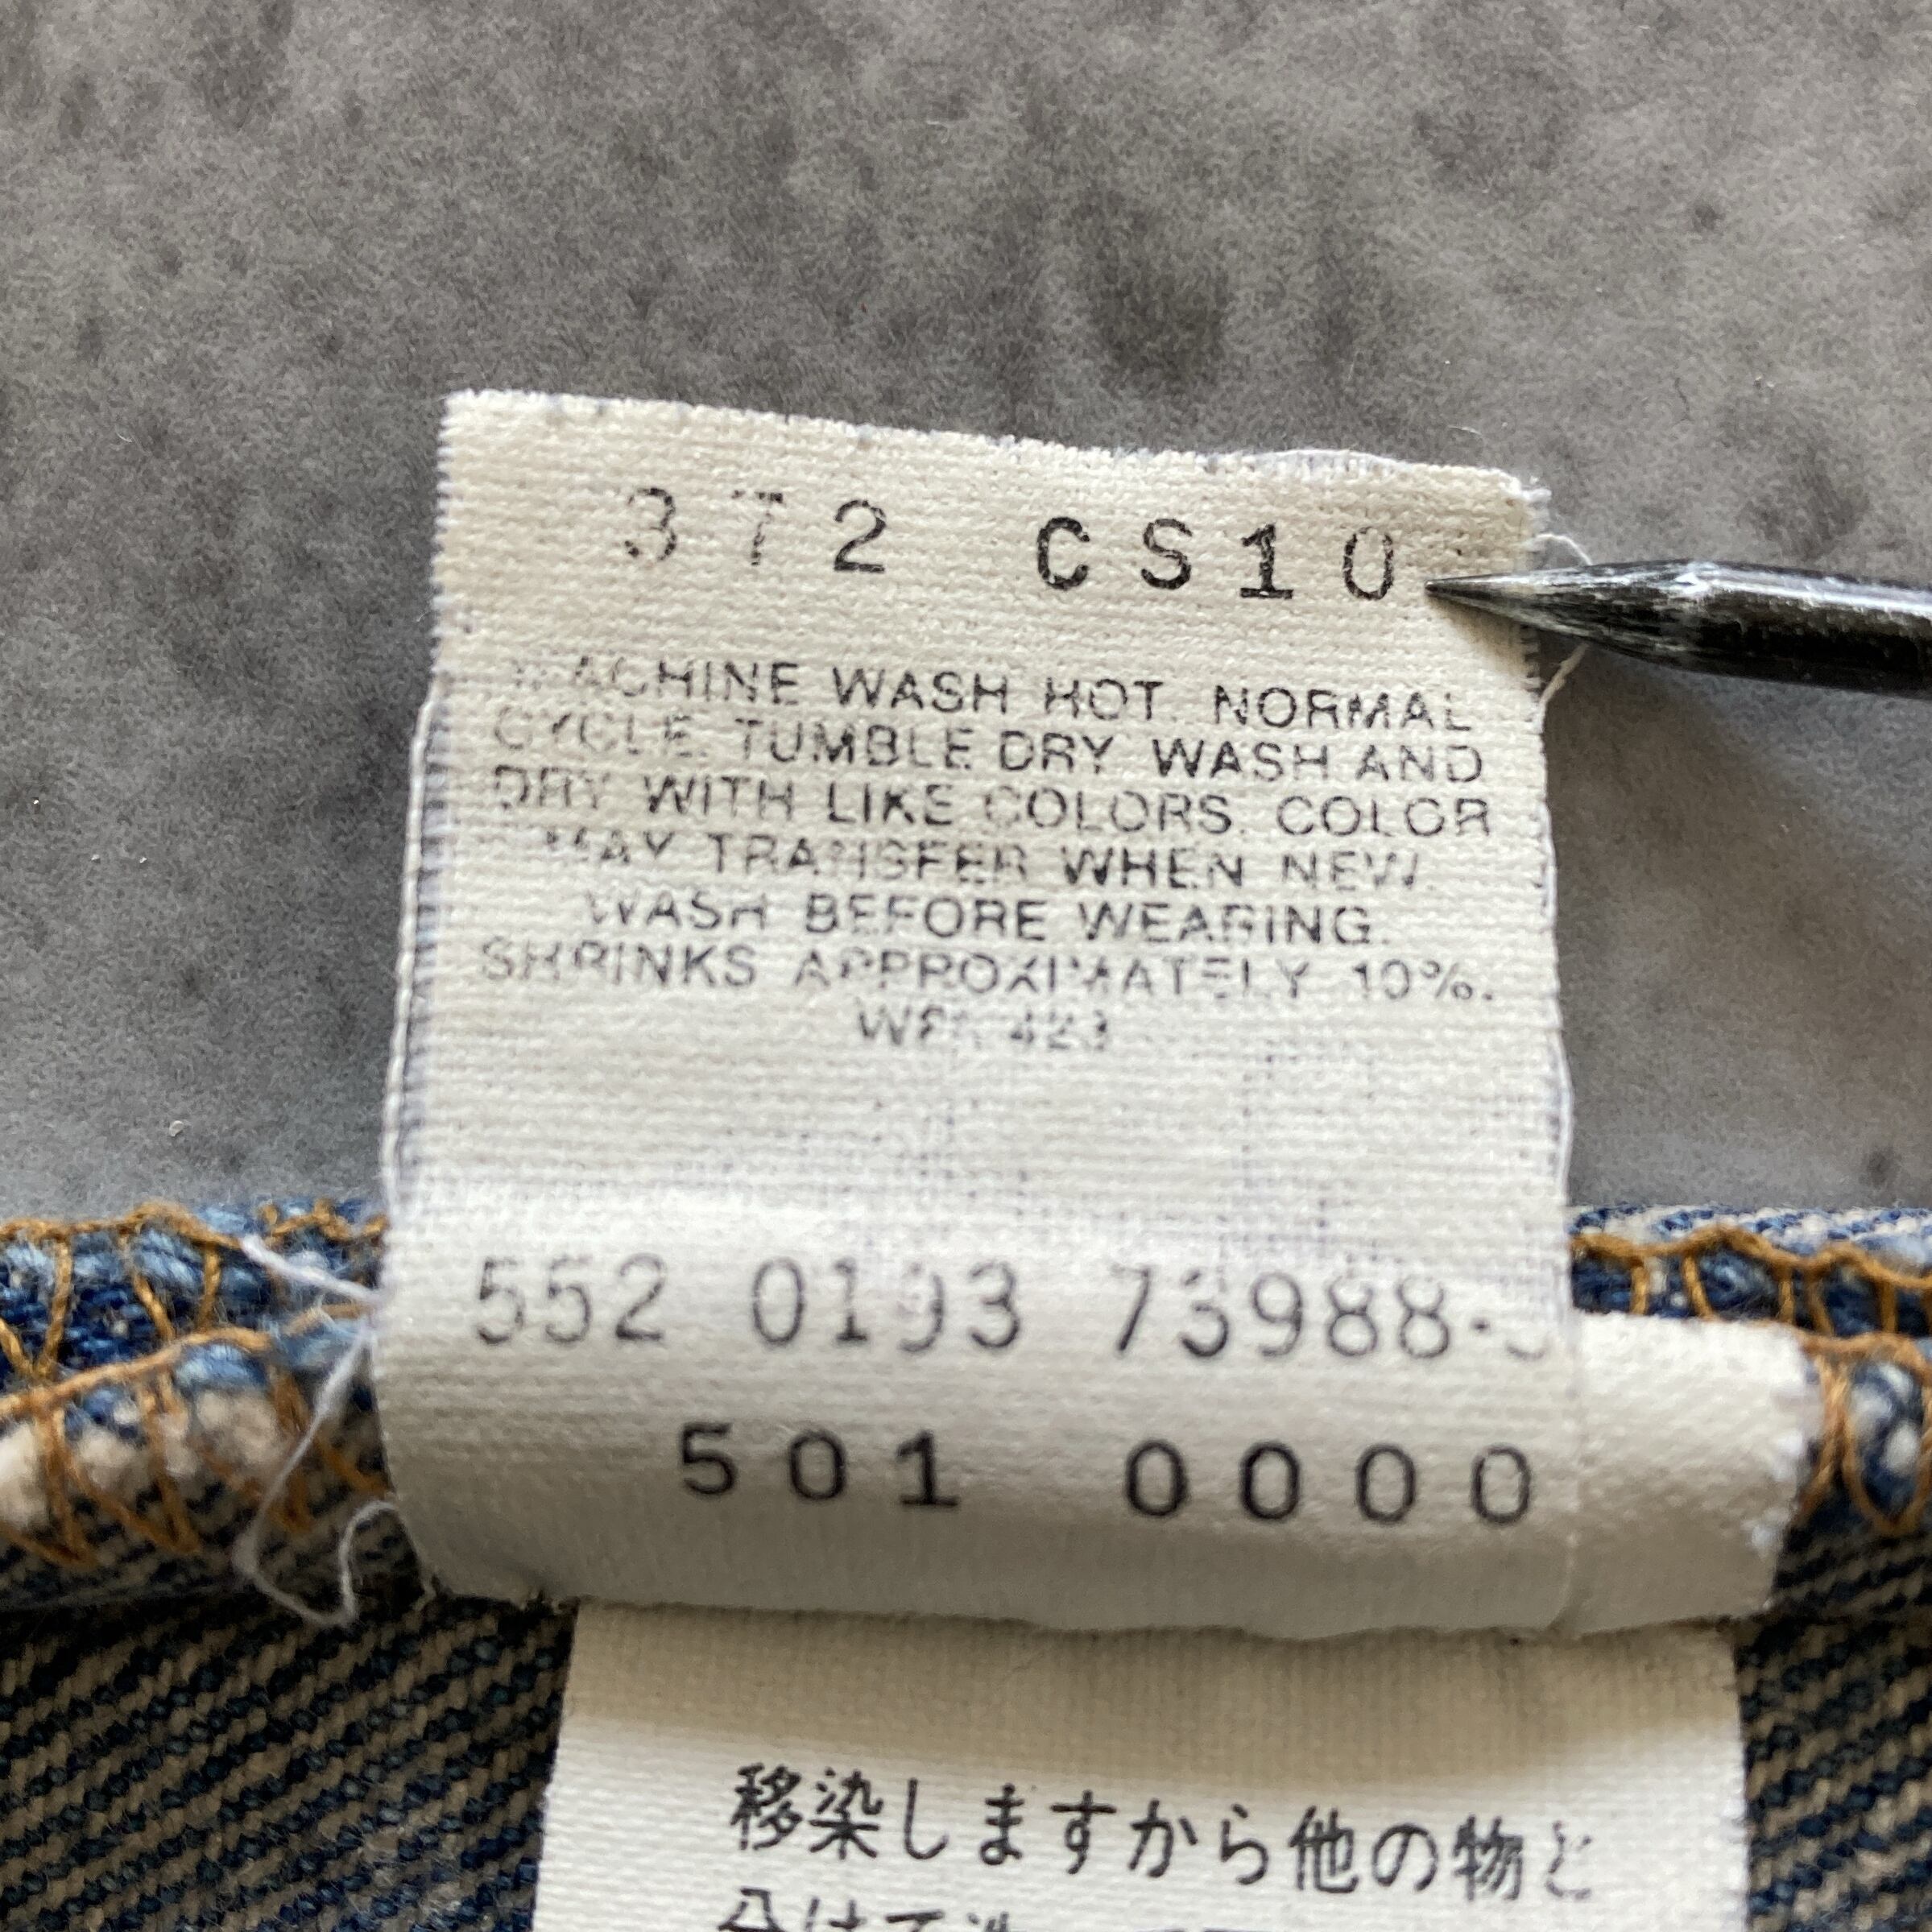 372 CS10
MACHINE WASH HOT. NORMAL
CYCLE. TUMBLE DRY WASH AND
DRY WITH LIKE COLORS. COLOR
MAY TRANSFER WHEN NEW.
WASH BEFORE WEARING.
SHRINKS APPROXIMATELY 10%.
423
552 0193 73988-
501 0000
移染しますから他の物と